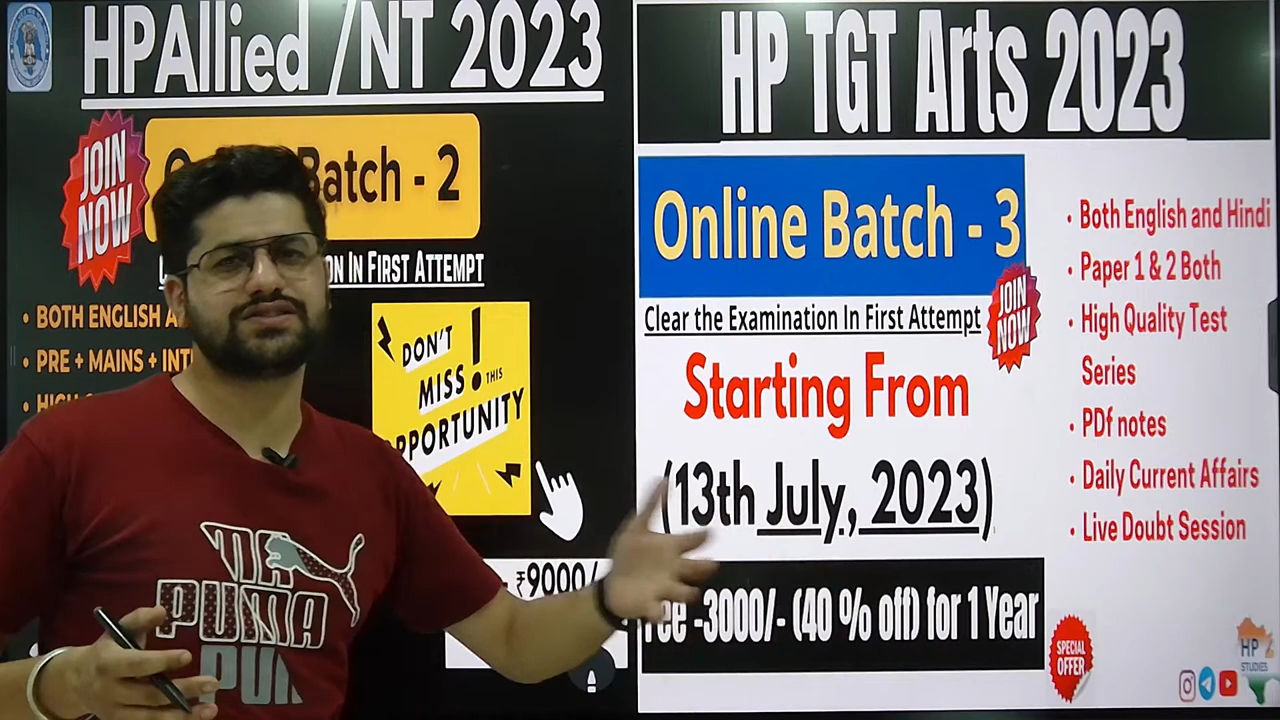 HPAllied /NT 2023
JOIN
NOW
Batch - 2
ON IN FIRST ATTEMPT
• BOTH ENGLISH
• PRE + MAINS +
DON'T
MISS !
THIS
OPPORTUNITY
₹9000/-
HP TGT Arts 2023
Online Batch - 3
Clear the Examination In First Attempt
JOIN
NOW
Starting From
(13th July, 2023)
Fee -3000/- (40 % off) for 1 Year
• Both English and Hindi
• Paper 1 & 2 Both
• High Quality Test
Series
• PDf notes
• Daily Current Affairs
• Live Doubt Session
SPECIAL
OFFER
HP
STUDIES
PUMA